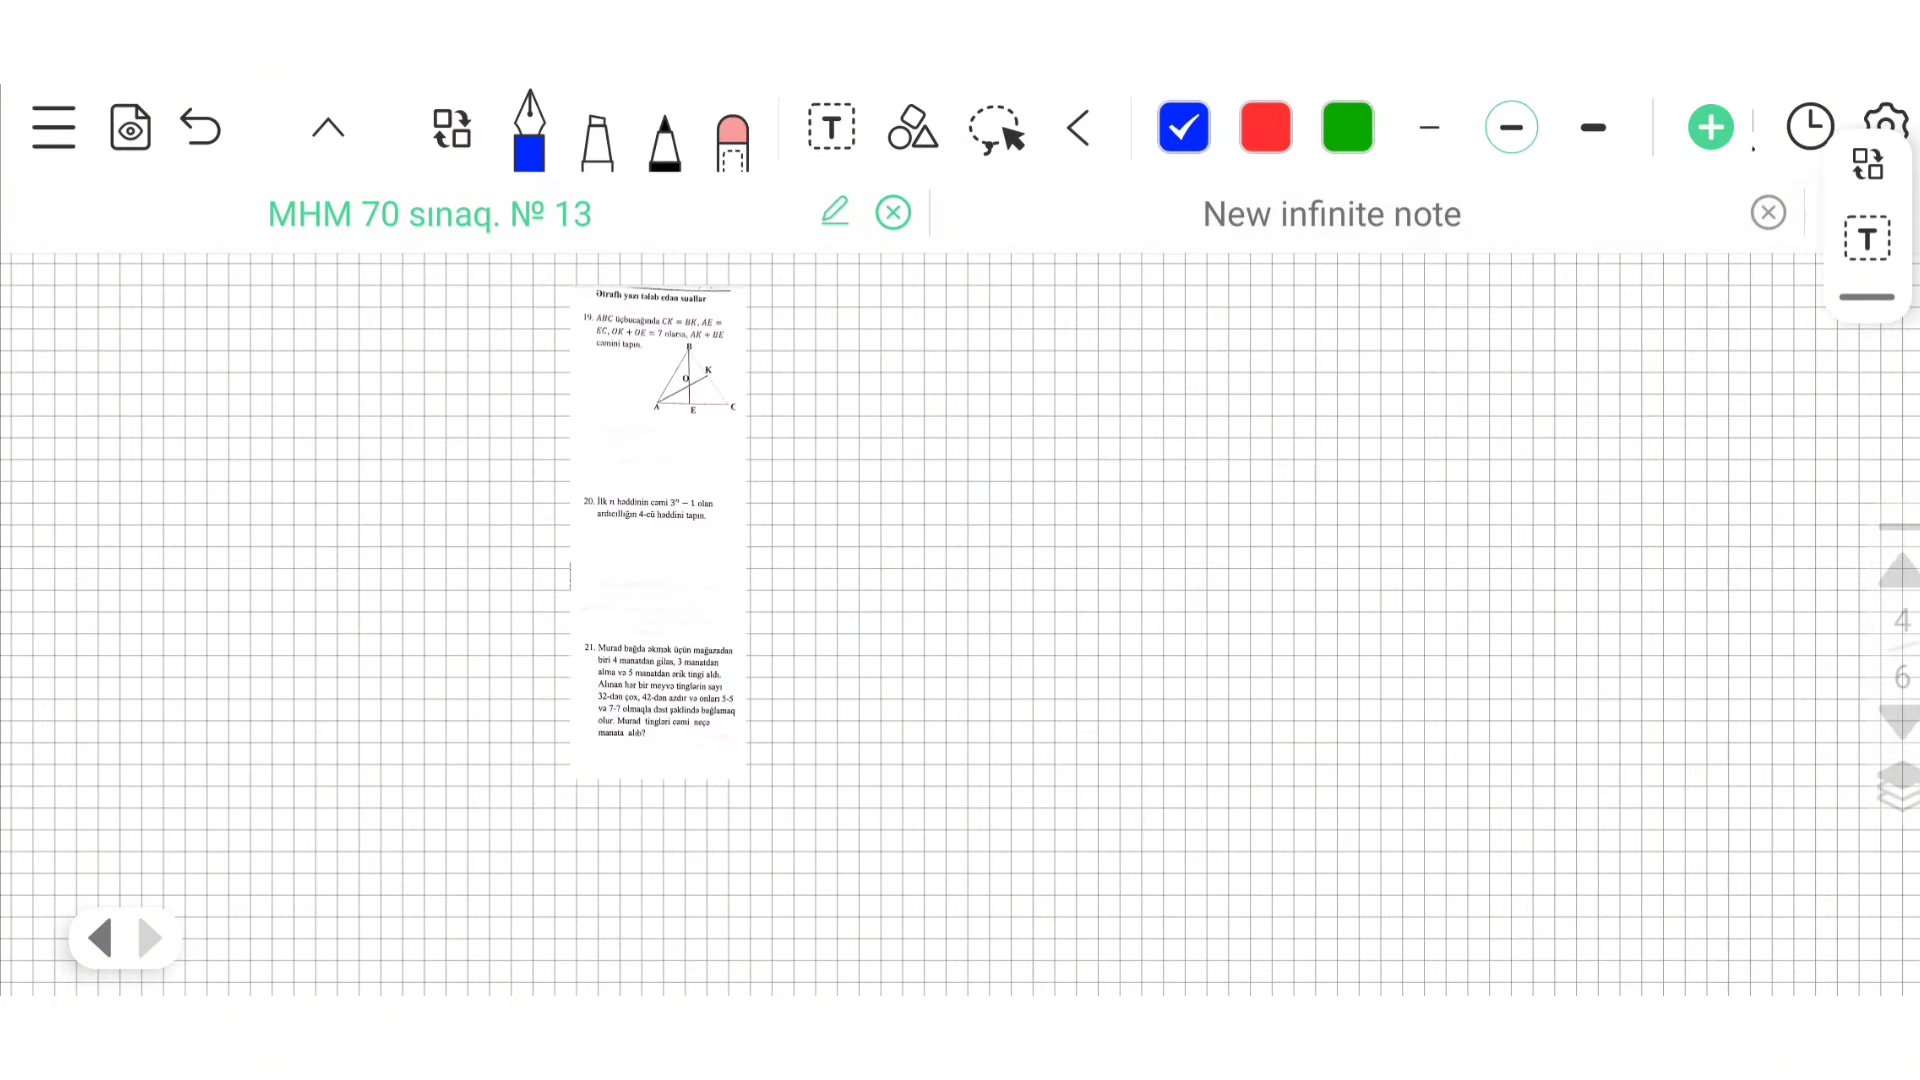 T
MHM 70 sınaq. № 13
New infinite note
T
Ətraflı yazı tələb edən suallar
19. ABC üçbucağında CK = BK, AE =
EC, OK + OE = 7 olarsa, AK + BE
cəmini tapın.
B
K
O
A
E
C
20. İlk n həddinin cəmi 3ⁿ − 1 olan
ardıcıllığın 4-cü həddini tapın.
21. Murad bağda əkmək üçün mağazadan
biri 4 manatdan gilas, 3 manatdan
alma və 5 manatdan ərik tingi aldı.
Alınan hər bir meyvə tinglərin sayı
32-dən çox, 42-dən azdır və onları 5-5
və 7-7 olmaqla dəst şəklində bağlamaq
olur. Murad tingləri cəmi neçə
manata alıb?
4
6